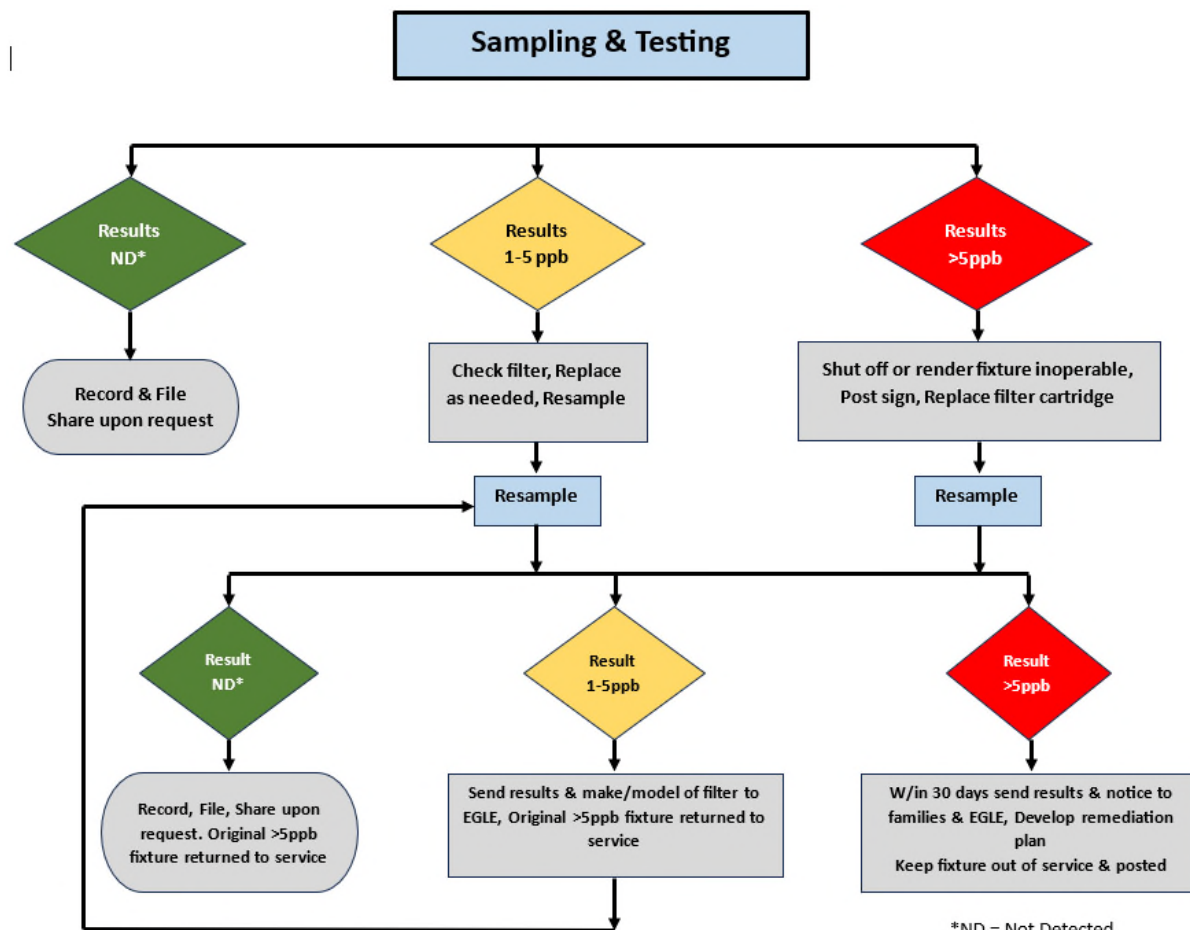 Sampling & Testing
Results
ND*
Results
1-5 ppb
Results
>5ppb
Record & File
Share upon request
Check filter, Replace
as needed, Resample
Shut off or render fixture inoperable,
Post sign, Replace filter cartridge
Resample
Resample
Result
ND*
Result
1-5ppb
Result
>5ppb
Record, File, Share upon
request. Original >5ppb
fixture returned to service
Send results & make/model of filter to
EGLE, Original >5ppb fixture returned to
service
W/in 30 days send results & notice to
families & EGLE, Develop remediation
plan
Keep fixture out of service & posted
*ND = Not Detected